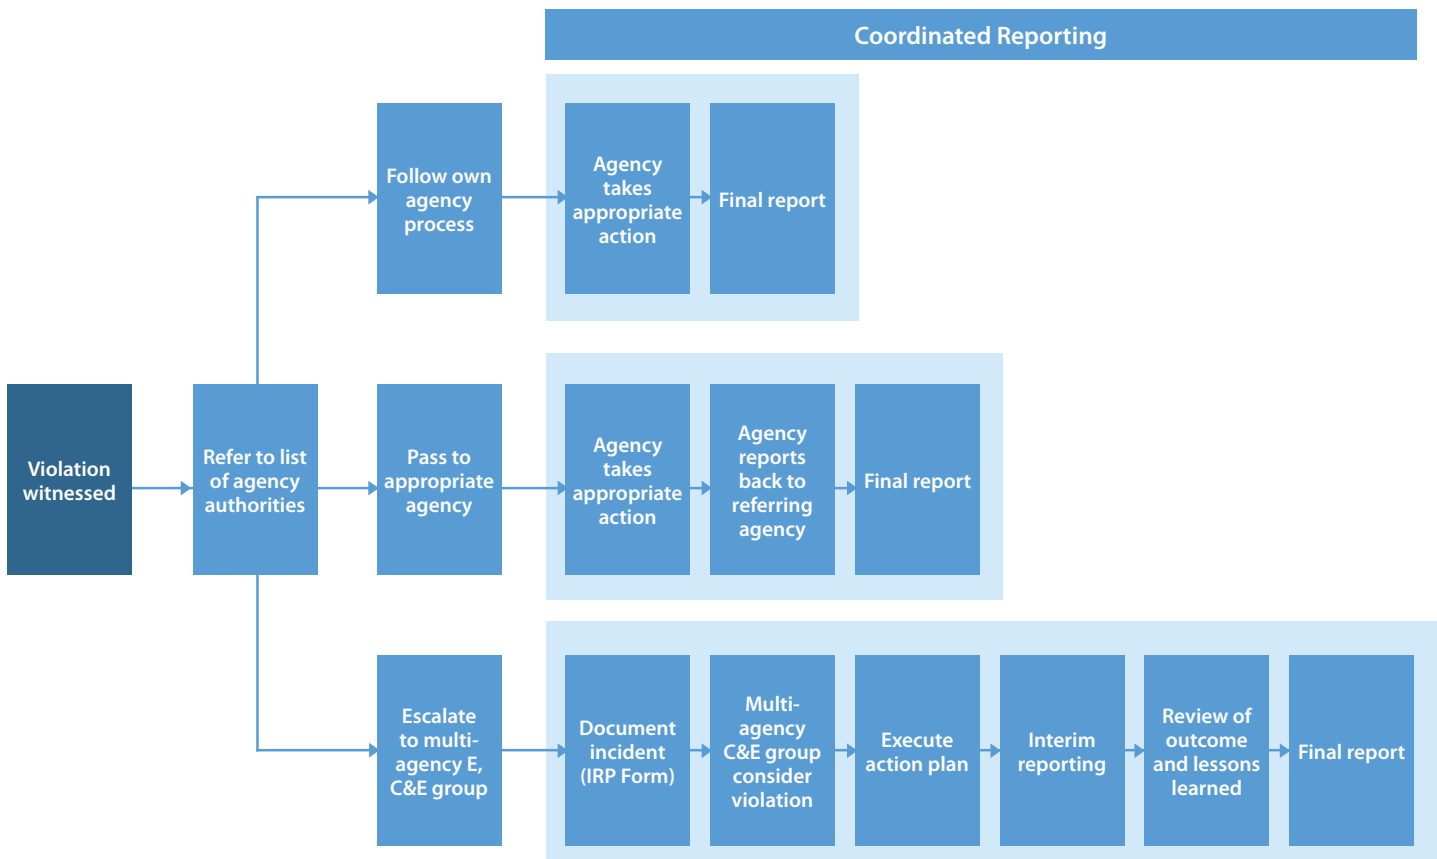 Coordinated Reporting
Follow own
agency
process
Agency
takes
appropriate
action
Final report
Violation
witnessed
Refer to list
of agency
authorities
Pass to
appropriate
agency
Agency
takes
appropriate
action
Agency
reports
back to
referring
agency
Final report
Escalate
to multi-
agency E,
C&E group
Document
incident
(IRP Form)
Multi-
agency
C&E group
consider
violation
Execute
action plan
Interim
reporting
Review of
outcome
and lessons
learned
Final report